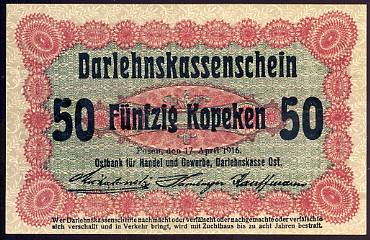 Darlehnskassenschein
50 Fünfzig Kopeken 50
Posen, den 17. April 1916.
Ostbank für Handel und Gewerbe, Darlehnskasse Ost.
Kauffmann
Wer Darlehnskassenscheine nachmacht oder verfälscht oder nachgemachte oder verfälschte
sich verschafft und in Verkehr bringt, wird mit Zuchthaus bis zu acht Jahren bestraft.